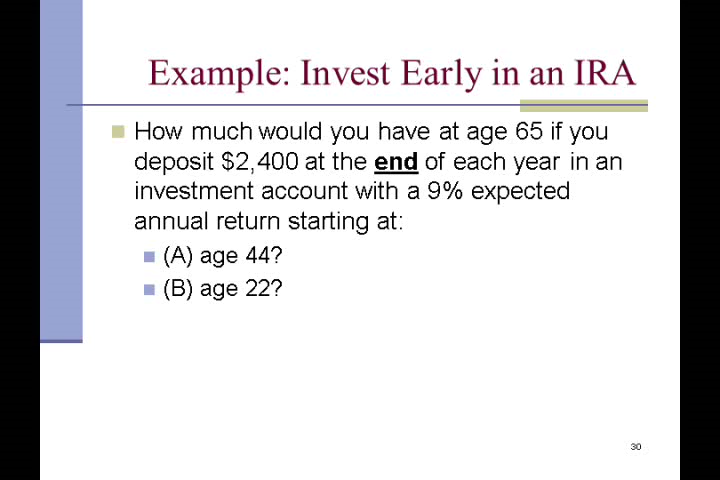 Example: Invest Early in an IRA
How much would you have at age 65 if you
deposit $2,400 at the end of each year in an
investment account with a 9% expected
annual return starting at:
(A) age 44?
(B) age 22?
30